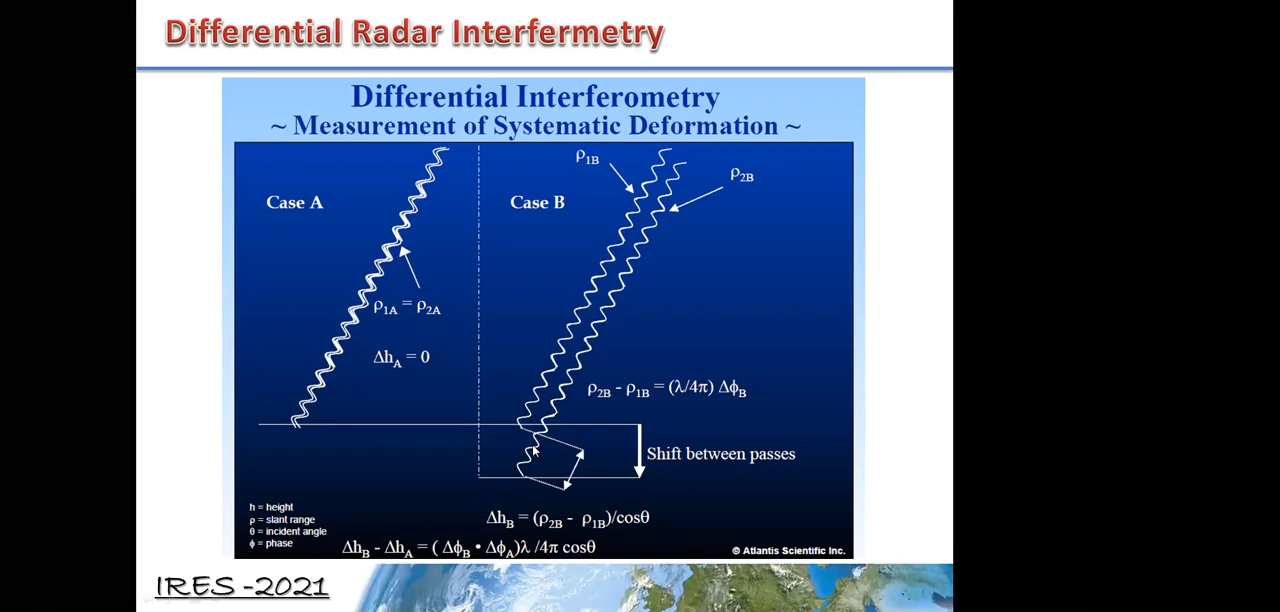 Differential Radar Interfermetry
Differential Interferometry
~ Measurement of Systematic Deformation ~
Case A
ρ1A = ρ2A
ΔhA = 0
Case B
ρ1B
ρ2B
ρ2B - ρ1B = (λ/4π) ΔϕB
Shift between passes
ΔhB = (ρ2B - ρ1B)/cosθ
h = height
ρ = slant range
θ = incident angle
ϕ = phase
ΔhB - ΔhA = ( ΔϕB • ΔϕA)λ /4π cosθ
© Atlantis Scientific Inc.
IRES -2021